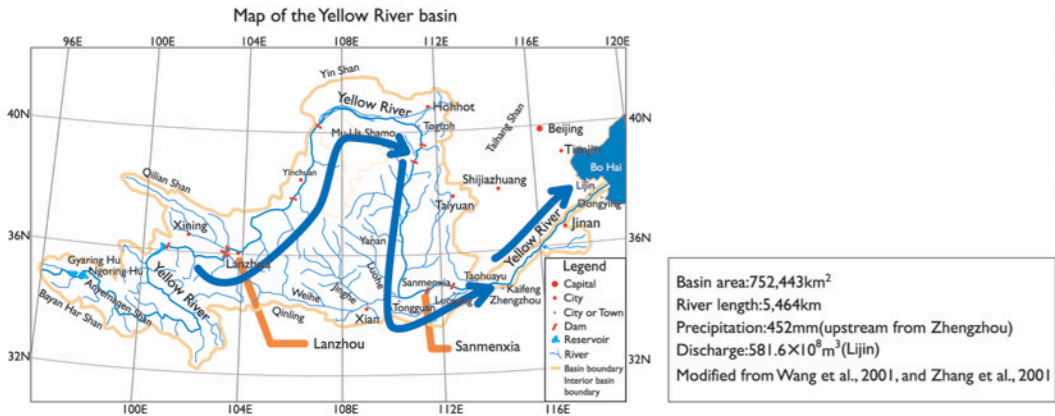 Map of the Yellow River basin
96E 100E 104E 108E 112E 116E 120E
Yin Shan
40N
Yellow River
Hohhot
40N
Togtoh
Taihang Shan
Beijing
Mu Us Shamo
Tianjin
Bo Hai
Qilian Shan
Yinchuan
Shijiazhuang
Lijin
Dongying
Taiyuan
Xining
Jinan
36N
Yanan
Yellow River
36N
Gyaring Hu
Ngoring Hu
Lanzhou
Luohe
Taohuayu
Yellow River
Jinghe
Sanmenxia
Kaifeng
Anyemaqen Shan
Weihe
Luoyang
Zhengzhou
Bayan Har Shan
Qinling
Tongguan
Xian
Lanzhou
Sanmenxia
32N
32N
100E 104E 108E 112E 116E
Legend
Capital
City
City or Town
Dam
Reservoir
River
Basin boundary
Interior basin
boundary
Basin area:752,443km²
River length:5,464km
Precipitation:452mm(upstream from Zhengzhou)
Discharge:581.6×10⁸m³(Lijin)
Modified from Wang et al., 2001, and Zhang et al., 2001